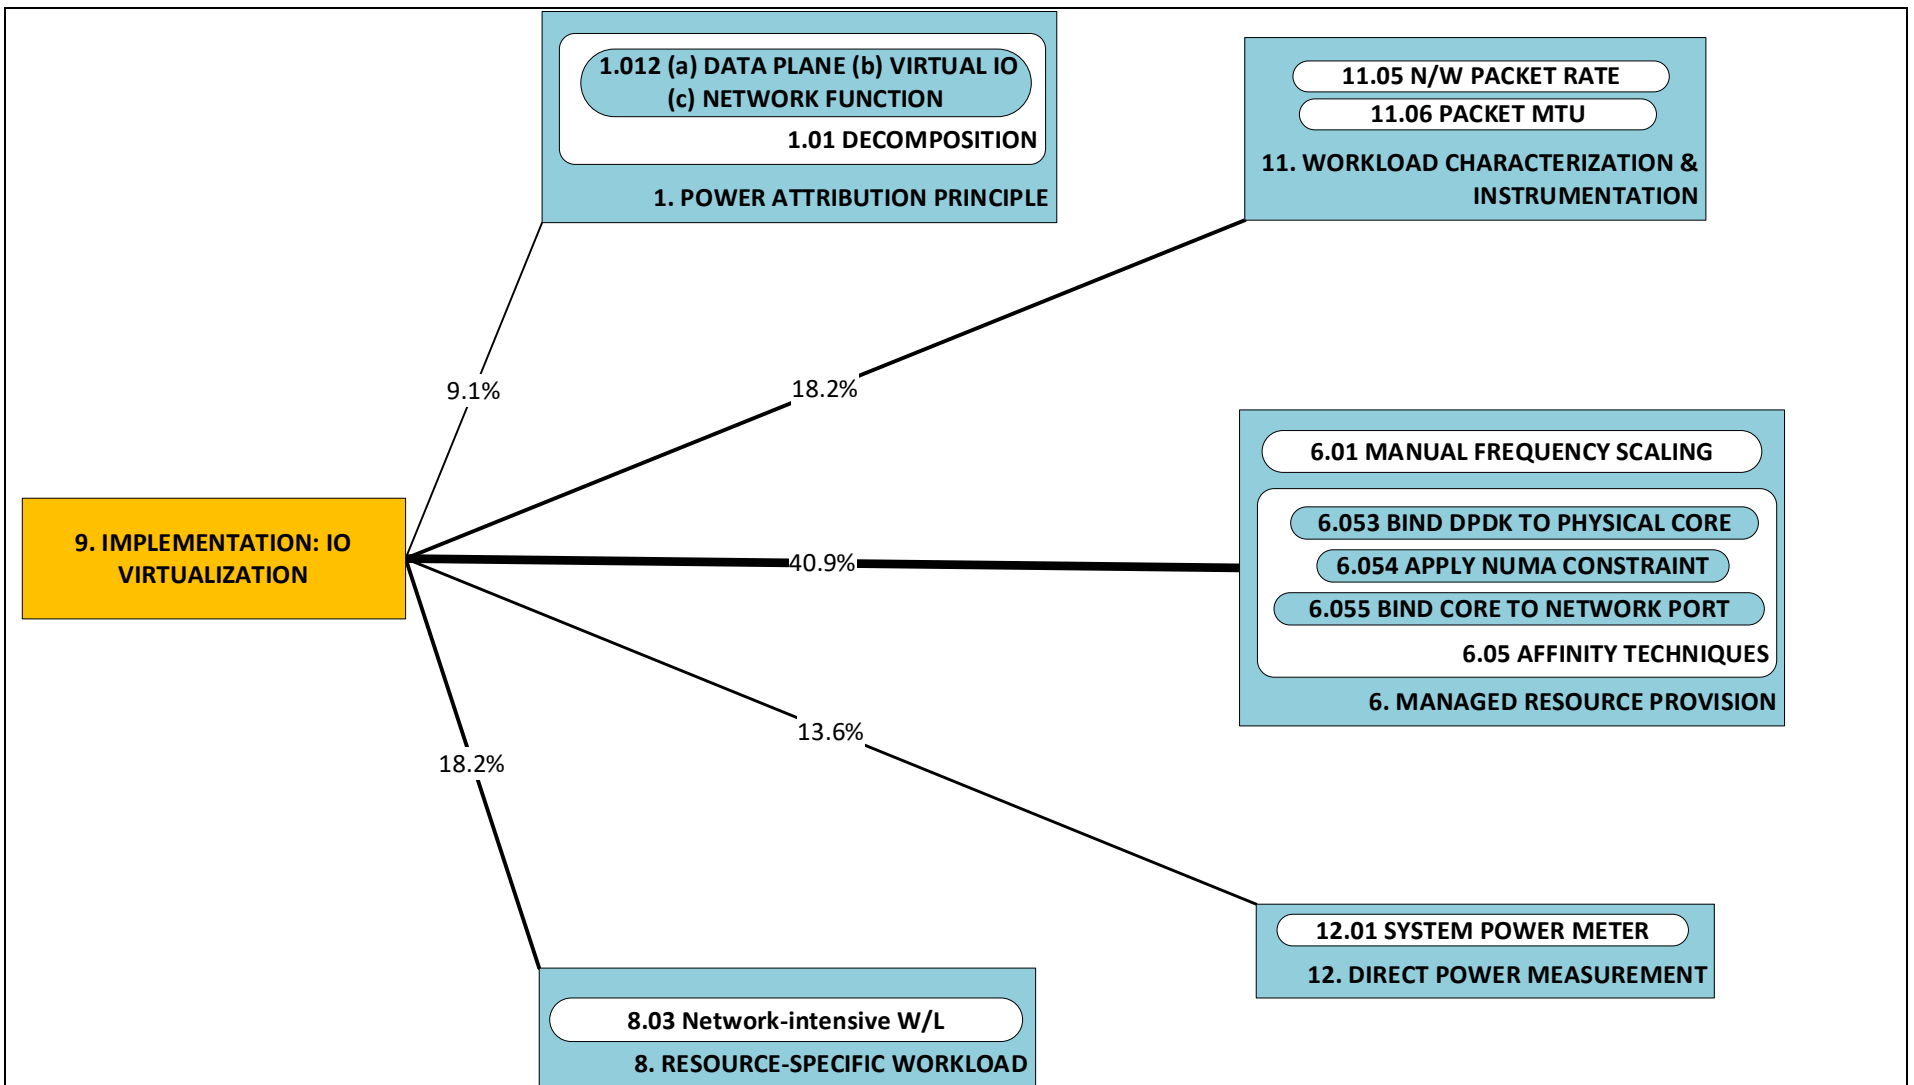 1.012 (a) DATA PLANE (b) VIRTUAL IO
(c) NETWORK FUNCTION
1.01 DECOMPOSITION
1. POWER ATTRIBUTION PRINCIPLE
11.05 N/W PACKET RATE
11.06 PACKET MTU
11. WORKLOAD CHARACTERIZATION &
INSTRUMENTATION
9.1%
18.2%
6.01 MANUAL FREQUENCY SCALING
6.053 BIND DPDK TO PHYSICAL CORE
6.054 APPLY NUMA CONSTRAINT
6.055 BIND CORE TO NETWORK PORT
6.05 AFFINITY TECHNIQUES
6. MANAGED RESOURCE PROVISION
9. IMPLEMENTATION: IO
VIRTUALIZATION
40.9%
13.6%
18.2%
12.01 SYSTEM POWER METER
12. DIRECT POWER MEASUREMENT
8.03 Network-intensive W/L
8. RESOURCE-SPECIFIC WORKLOAD